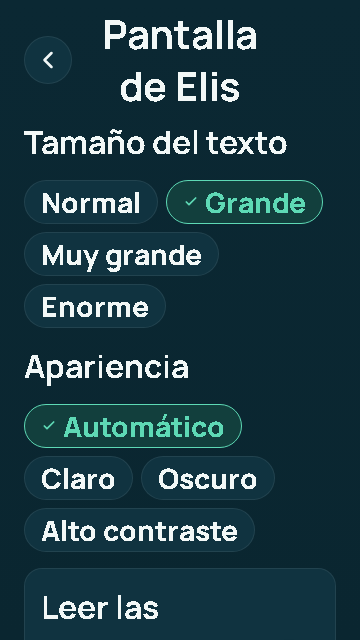 Pantalla
de Elis
Tamaño del texto
Normal
Grande
Muy grande
Enorme
Apariencia
Automático
Claro
Oscuro
Alto contraste
Leer las